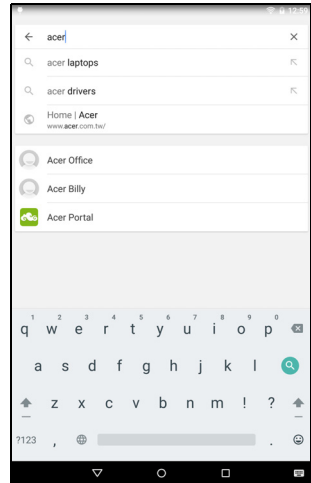 12:59
acer
acer laptops
acer drivers
Home | Acer
www.acer.com.tw/
Acer Office
Acer Billy
Acer Portal
1 2 3 4 5 6 7 8 9 0
q w e r t y u i o p
a s d f g h j k l
z x c v b n m ! ?
?123 , .